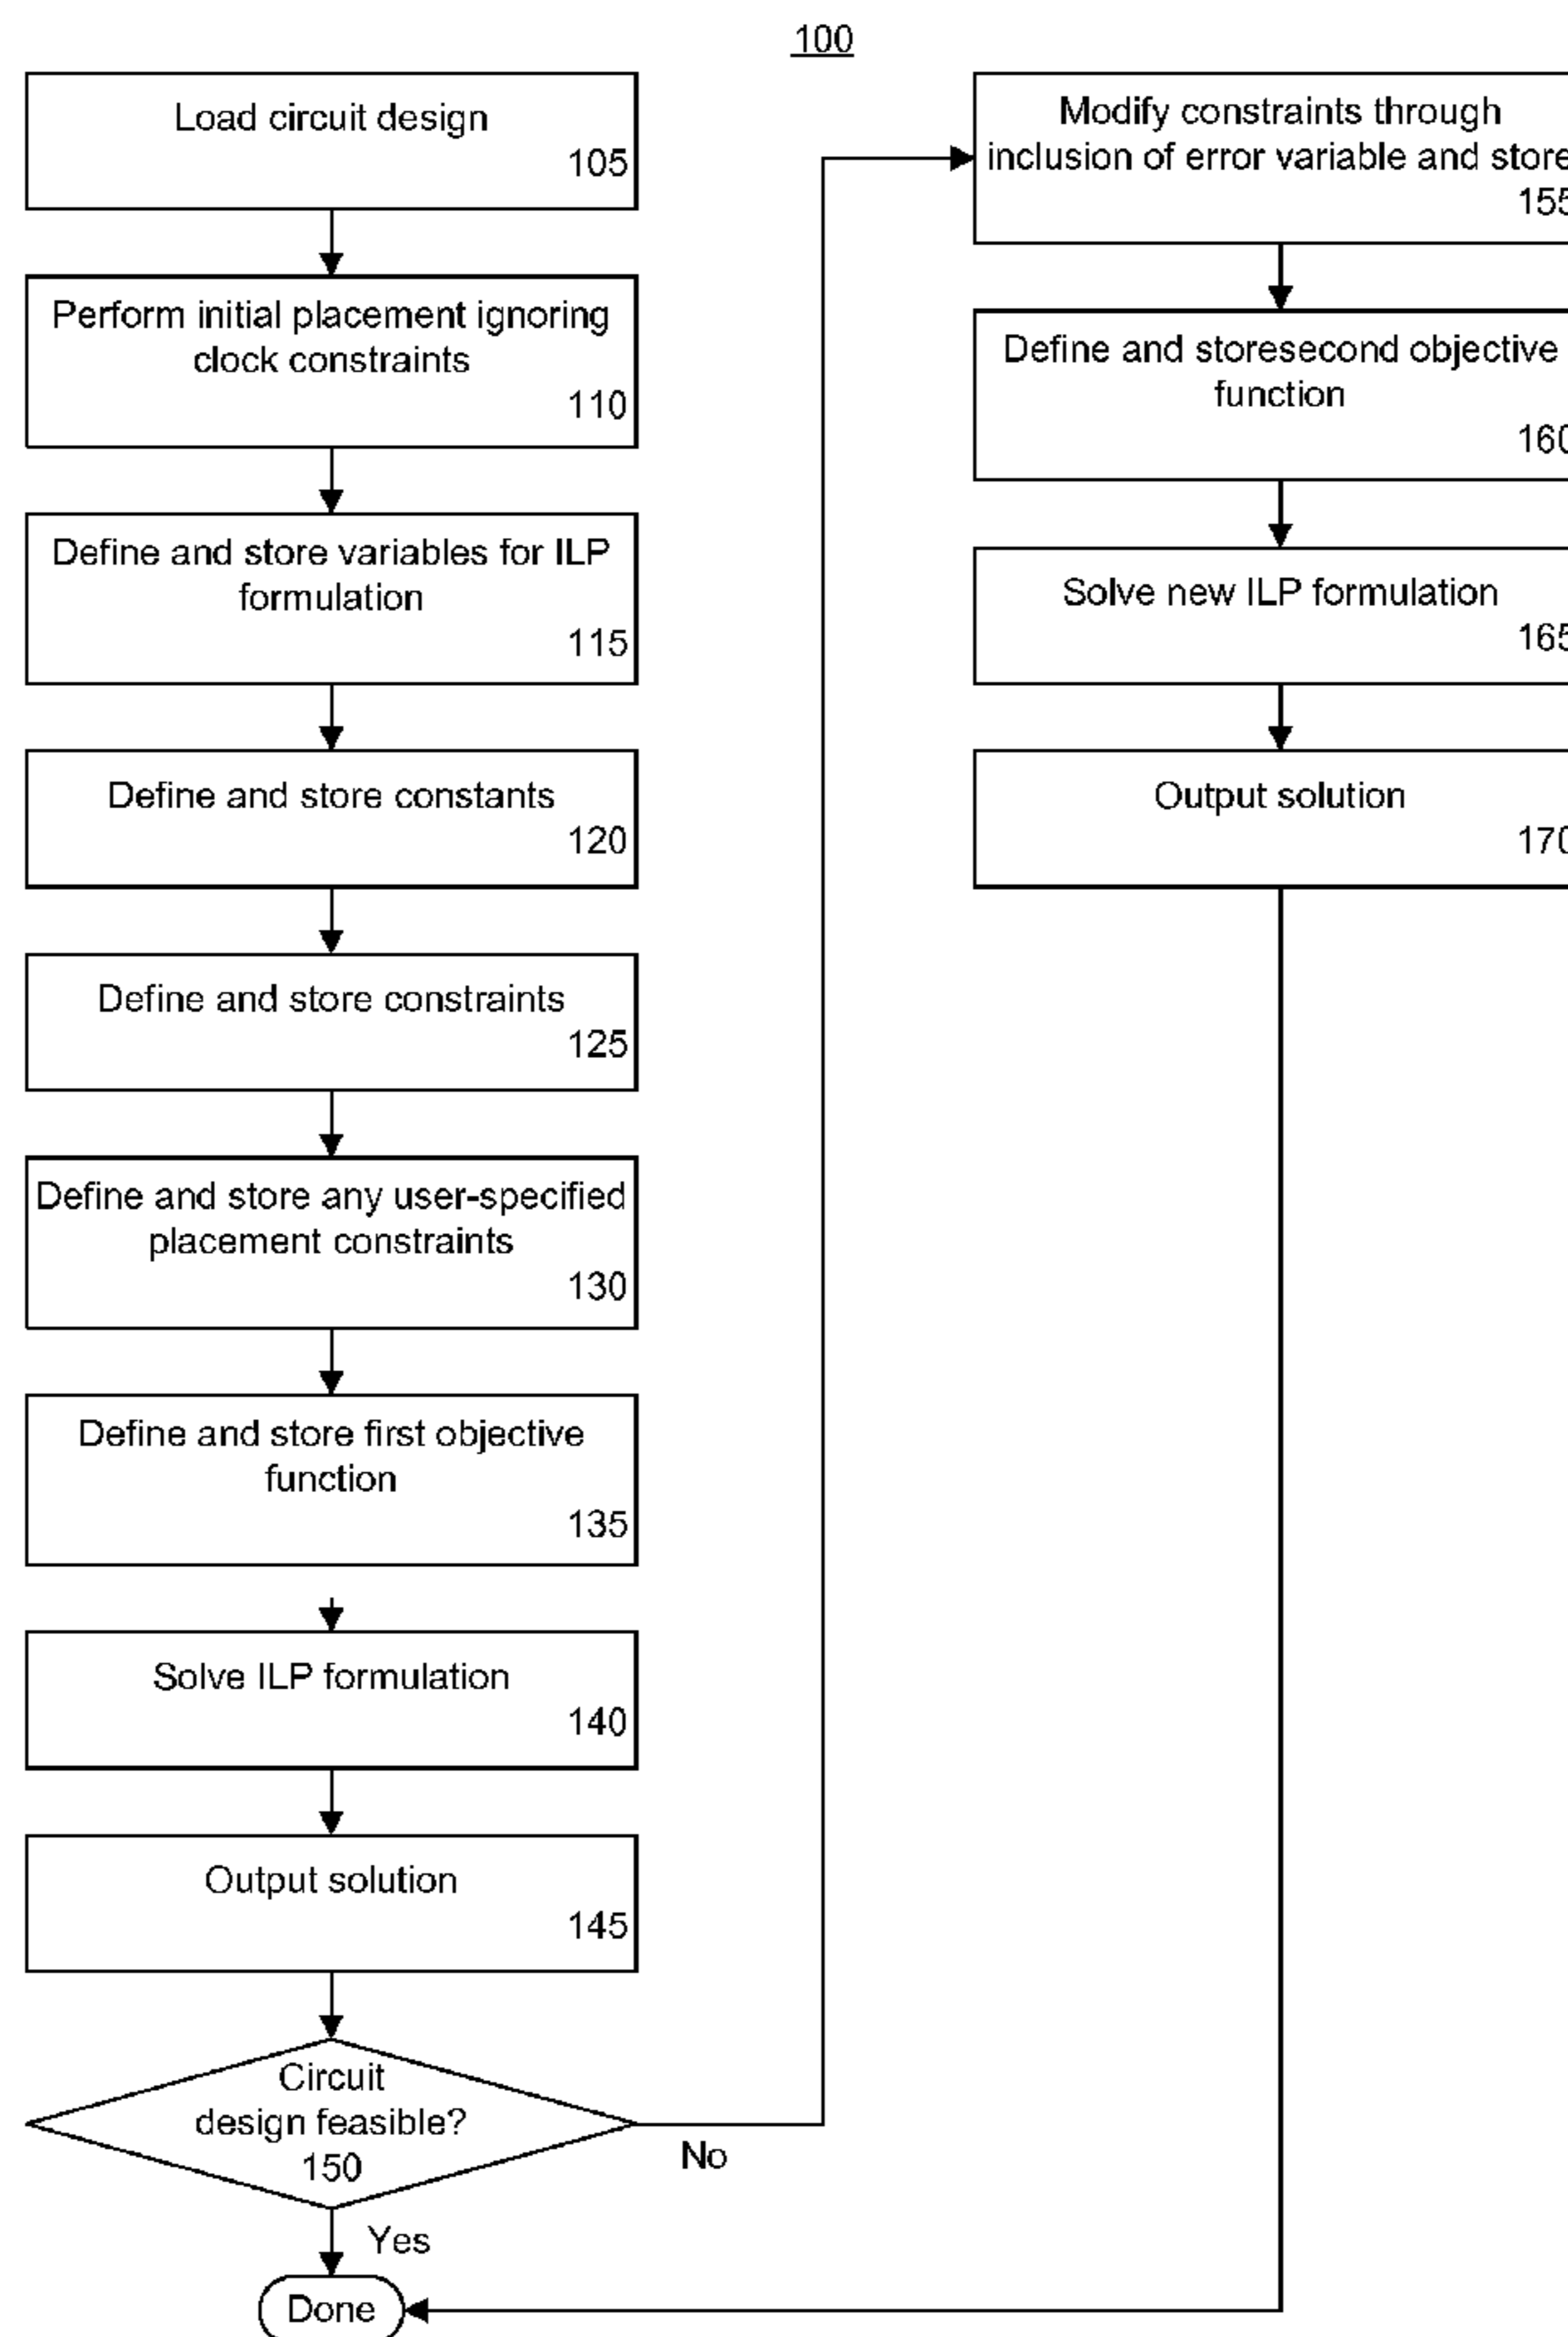 100
Load circuit design
105
Perform initial placement ignoring
clock constraints
110
Define and store variables for ILP
formulation
115
Define and store constants
120
Define and store constraints
125
Define and store any user-specified
placement constraints
130
Define and store first objective
function
135
Solve ILP formulation
140
Output solution
145
Circuit
design feasible?
150
No
Yes
Done
Modify constraints through
inclusion of error variable and store
155
Define and storesecond objective
function
160
Solve new ILP formulation
165
Output solution
170